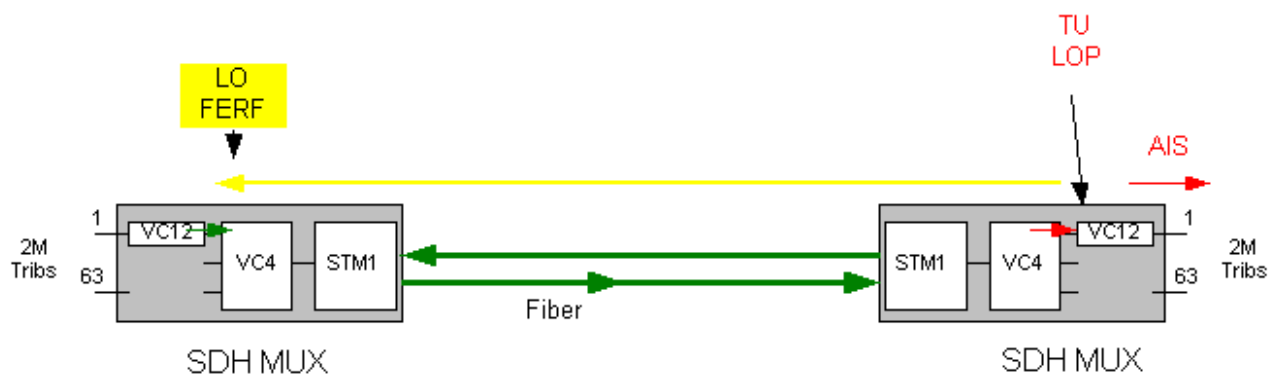 TU
LOP
LO
FERF
AIS
1
VC12
2M
Tribs
63
VC4
STM1
Fiber
STM1
VC4
VC12
1
2M
Tribs
63
SDH MUX
SDH MUX